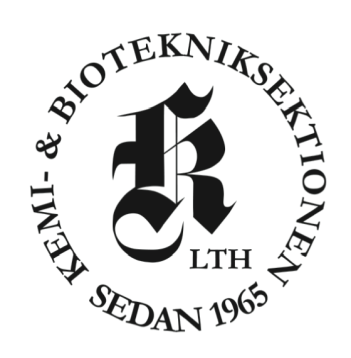 KEMI- & BIOTEKNIKSEKTIONEN
K
LTH
SEDAN 1965